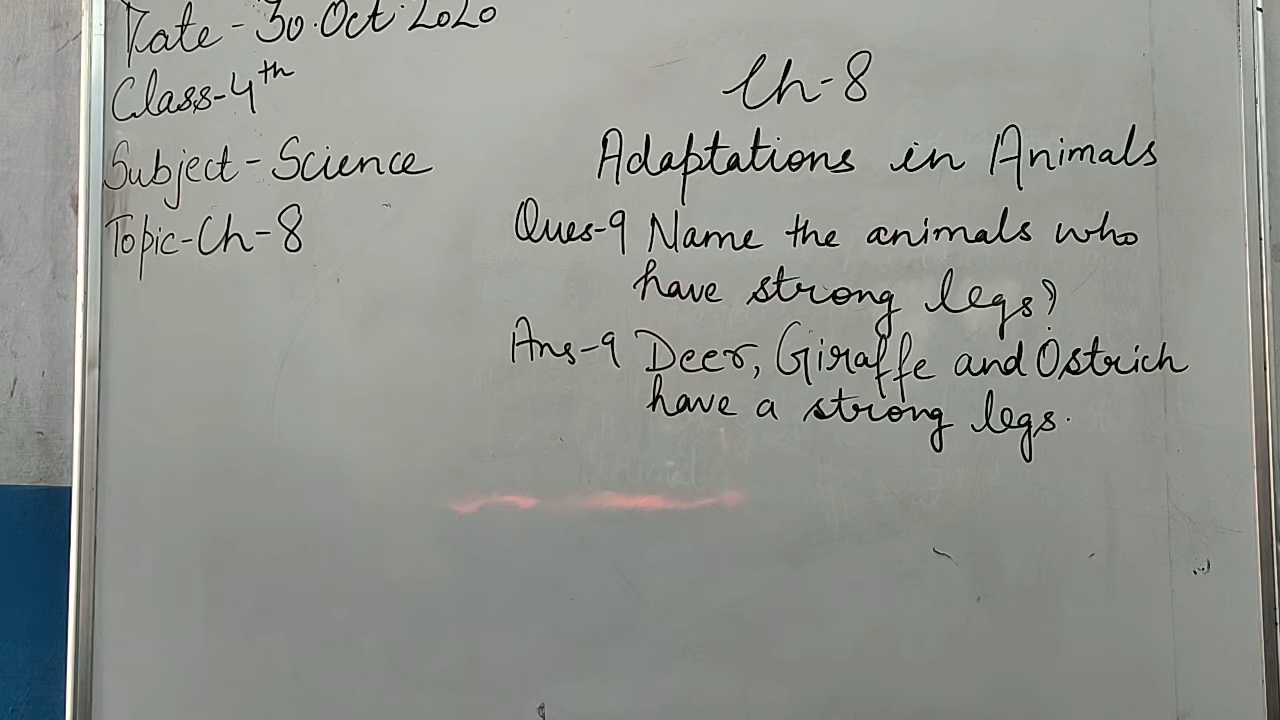 Date - 30.Oct.2020
Class-4th
Subject - Science
Topic-Ch-8
Ch-8
Adaptations in Animals
Ques-9 Name the animals who
have strong legs?
Ans-9 Deer, Giraffe and Ostrich
have a strong legs.